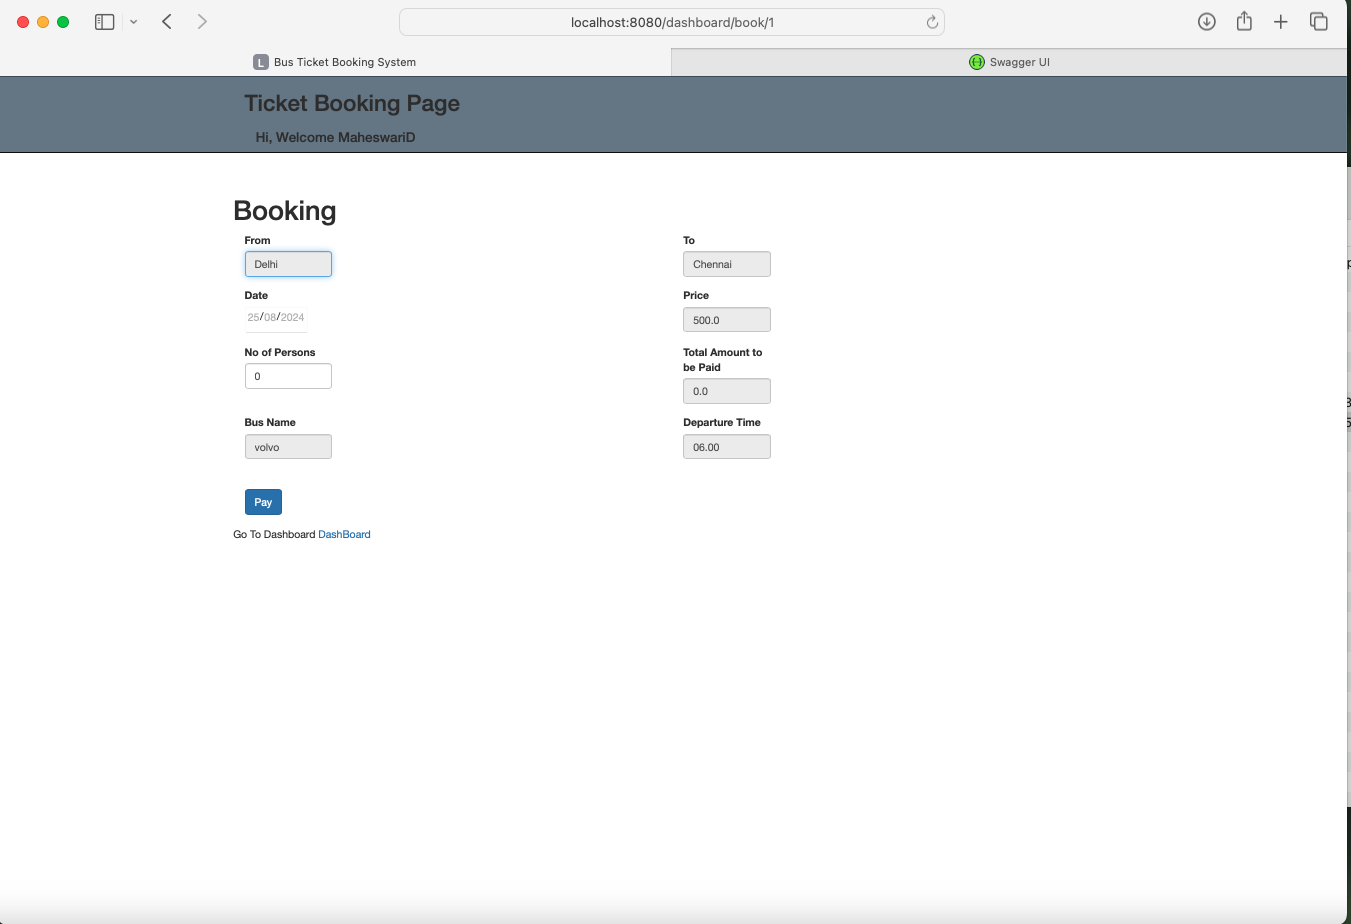 localhost:8080/dashboard/book/1
L Bus Ticket Booking System
Swagger UI
Ticket Booking Page
Hi, Welcome MaheswariD
Booking
From
To
Delhi
Chennai
Date
Price
25/08/2024
500.0
No of Persons
Total Amount to
be Paid
0
0.0
Bus Name
Departure Time
volvo
06.00
Pay
Go To Dashboard DashBoard